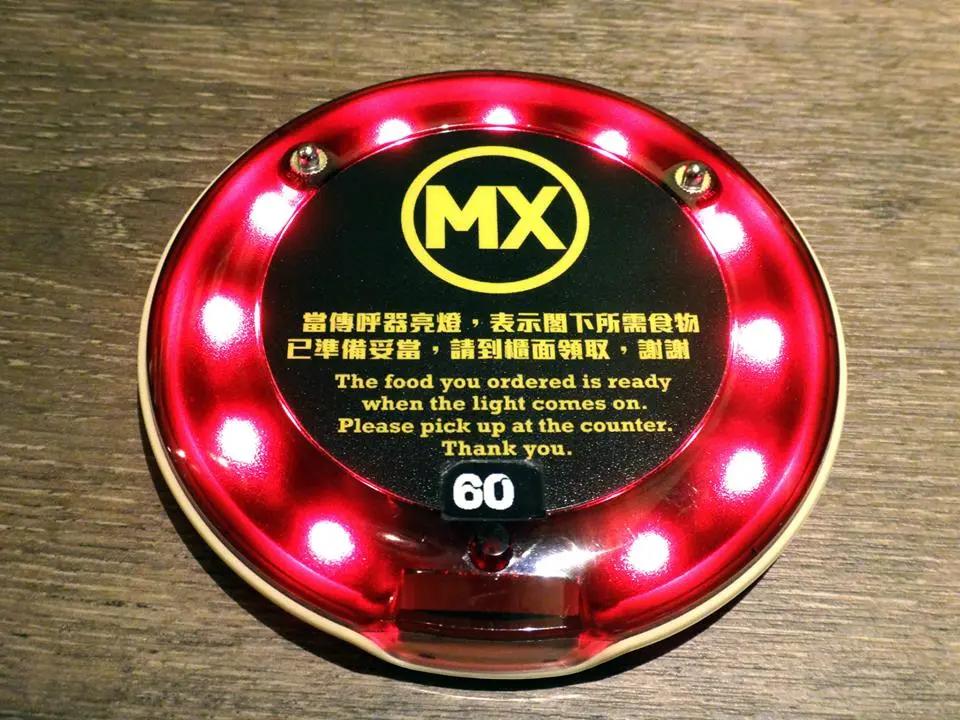 MX
當傳呼器亮燈，表示閣下所需食物
已準備妥當，請到櫃面領取，謝謝
The food you ordered is ready
when the light comes on.
Please pick up at the counter.
Thank you.
60